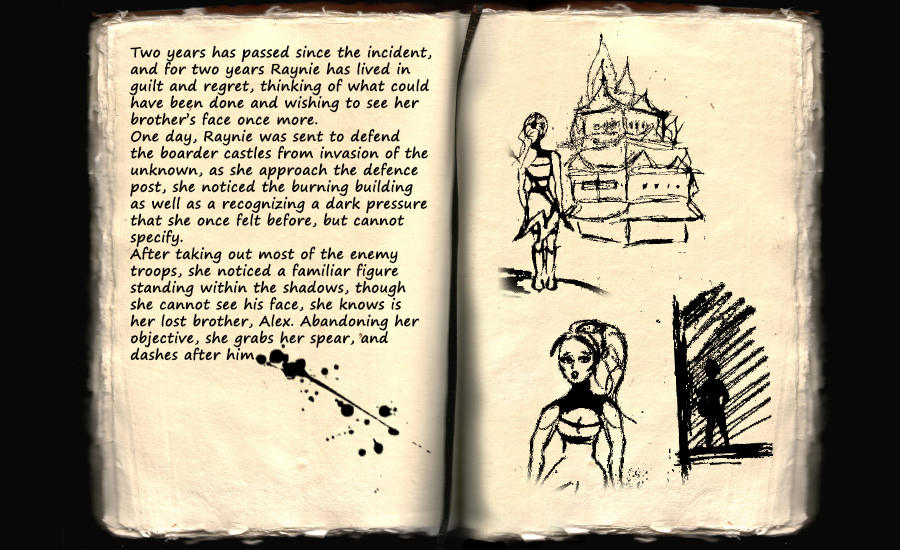 Two years has passed since the incident,
and for two years Raynie has lived in
guilt and regret, thinking of what could
have been done and wishing to see her
brother's face once more.
One day, Raynie was sent to defend
the boarder castles from invasion of the
unknown, as she approach the defence
post, she noticed the burning building
as well as a recognizing a dark pressure
that she once felt before, but cannot
specify.
After taking out most of the enemy
troops, she noticed a familiar figure
standing within the shadows, though
she cannot see his face, she knows is
her lost brother, Alex. Abandoning her
objective, she grabs her spear, and
dashes after him.